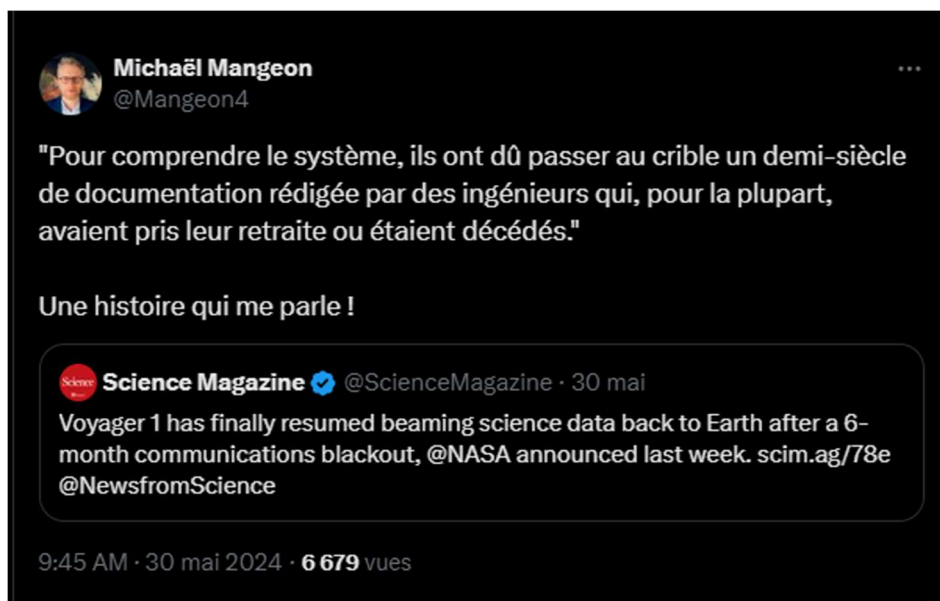 Michaël Mangeon
@Mangeon4
"Pour comprendre le système, ils ont dû passer au crible un demi-siècle
de documentation rédigée par des ingénieurs qui, pour la plupart,
avaient pris leur retraite ou étaient décédés."
Une histoire qui me parle !
Science
Science Magazine @ScienceMagazine · 30 mai
Voyager 1 has finally resumed beaming science data back to Earth after a 6-
month communications blackout, @NASA announced last week. scim.ag/78e
@NewsfromScience
9:45 AM · 30 mai 2024 · 6 679 vues